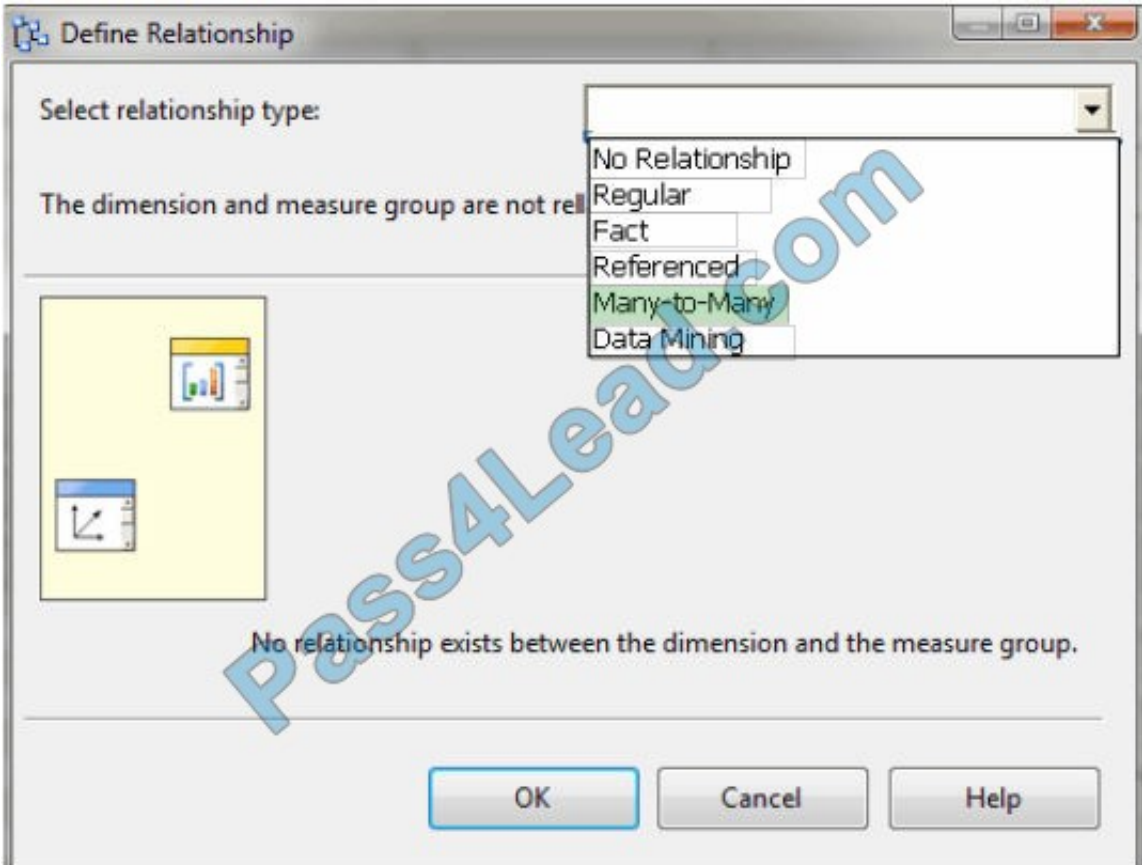 Define Relationship
Select relationship type:
No Relationship
Regular
The dimension and measure group are not rel
Fact
Referenced
Many-to-Many
Data Mining
Pass4Lead.com
No relationship exists between the dimension and the measure group.
OK Cancel Help